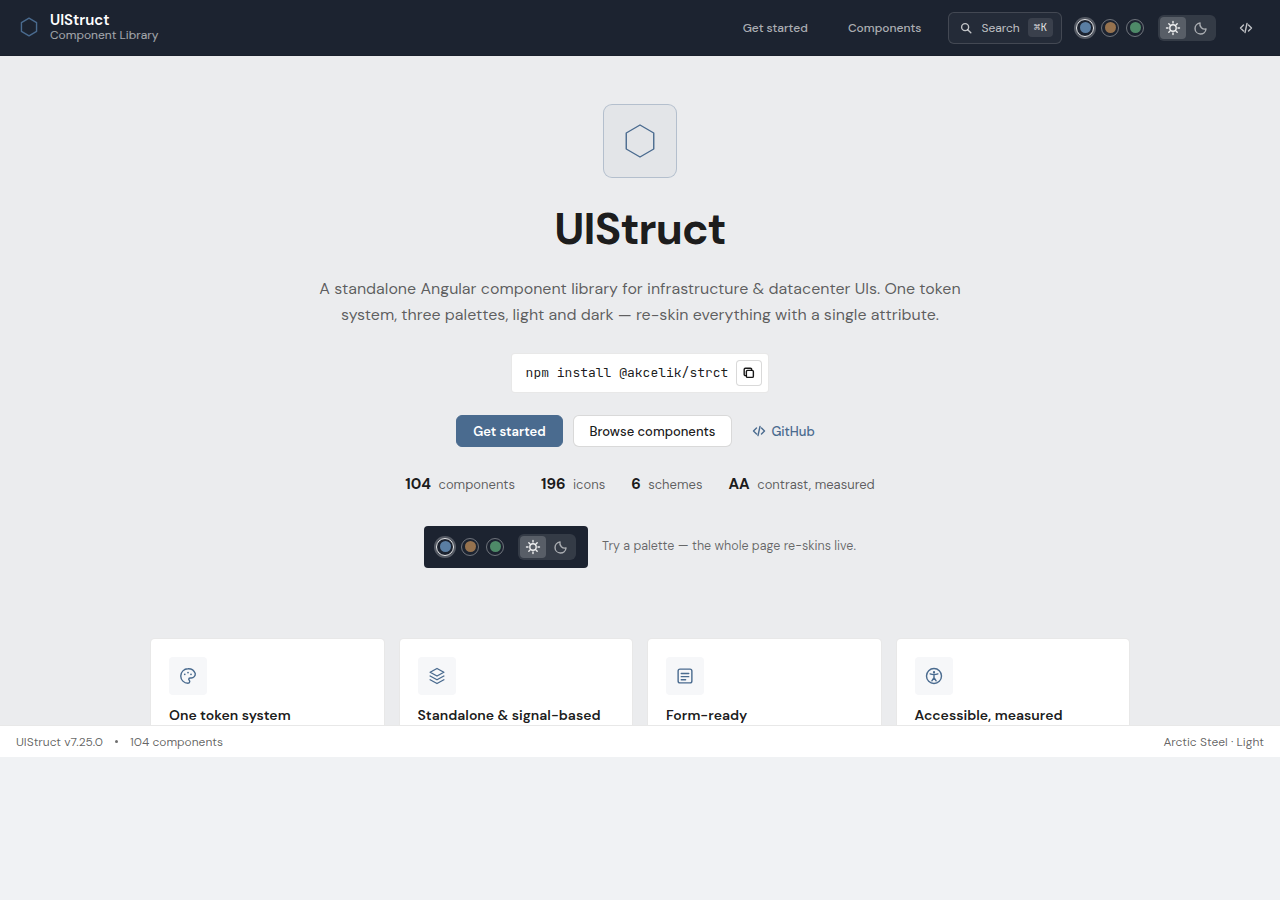 UIStruct
Component Library
Get started
Components
Search
⌘K
UIStruct
A standalone Angular component library for infrastructure & datacenter UIs. One token
system, three palettes, light and dark — re-skin everything with a single attribute.
npm install @akcelik/strct
Get started
Browse components
GitHub
104 components
196 icons
6 schemes
AA contrast, measured
Try a palette — the whole page re-skins live.
One token system
Standalone & signal-based
Form-ready
Accessible, measured
UIStruct v7.25.0 • 104 components
Arctic Steel · Light